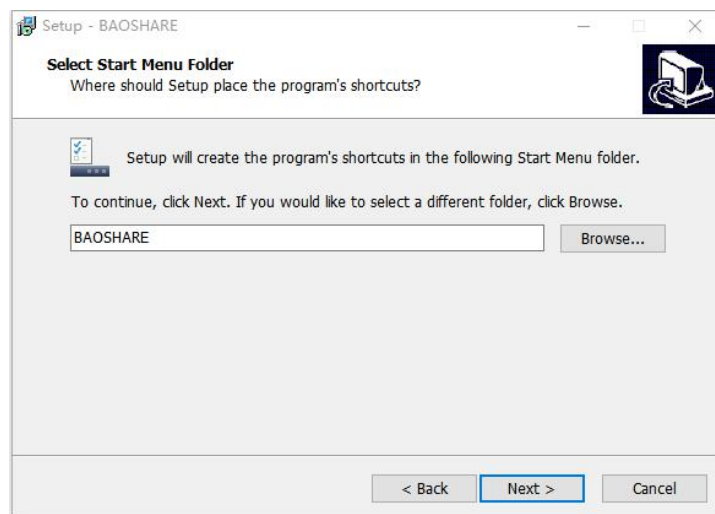 Setup - BAOSHARE
Select Start Menu Folder
Where should Setup place the program's shortcuts?
Setup will create the program's shortcuts in the following Start Menu folder.
To continue, click Next. If you would like to select a different folder, click Browse.
BAOSHARE
Browse...
< Back
Next >
Cancel